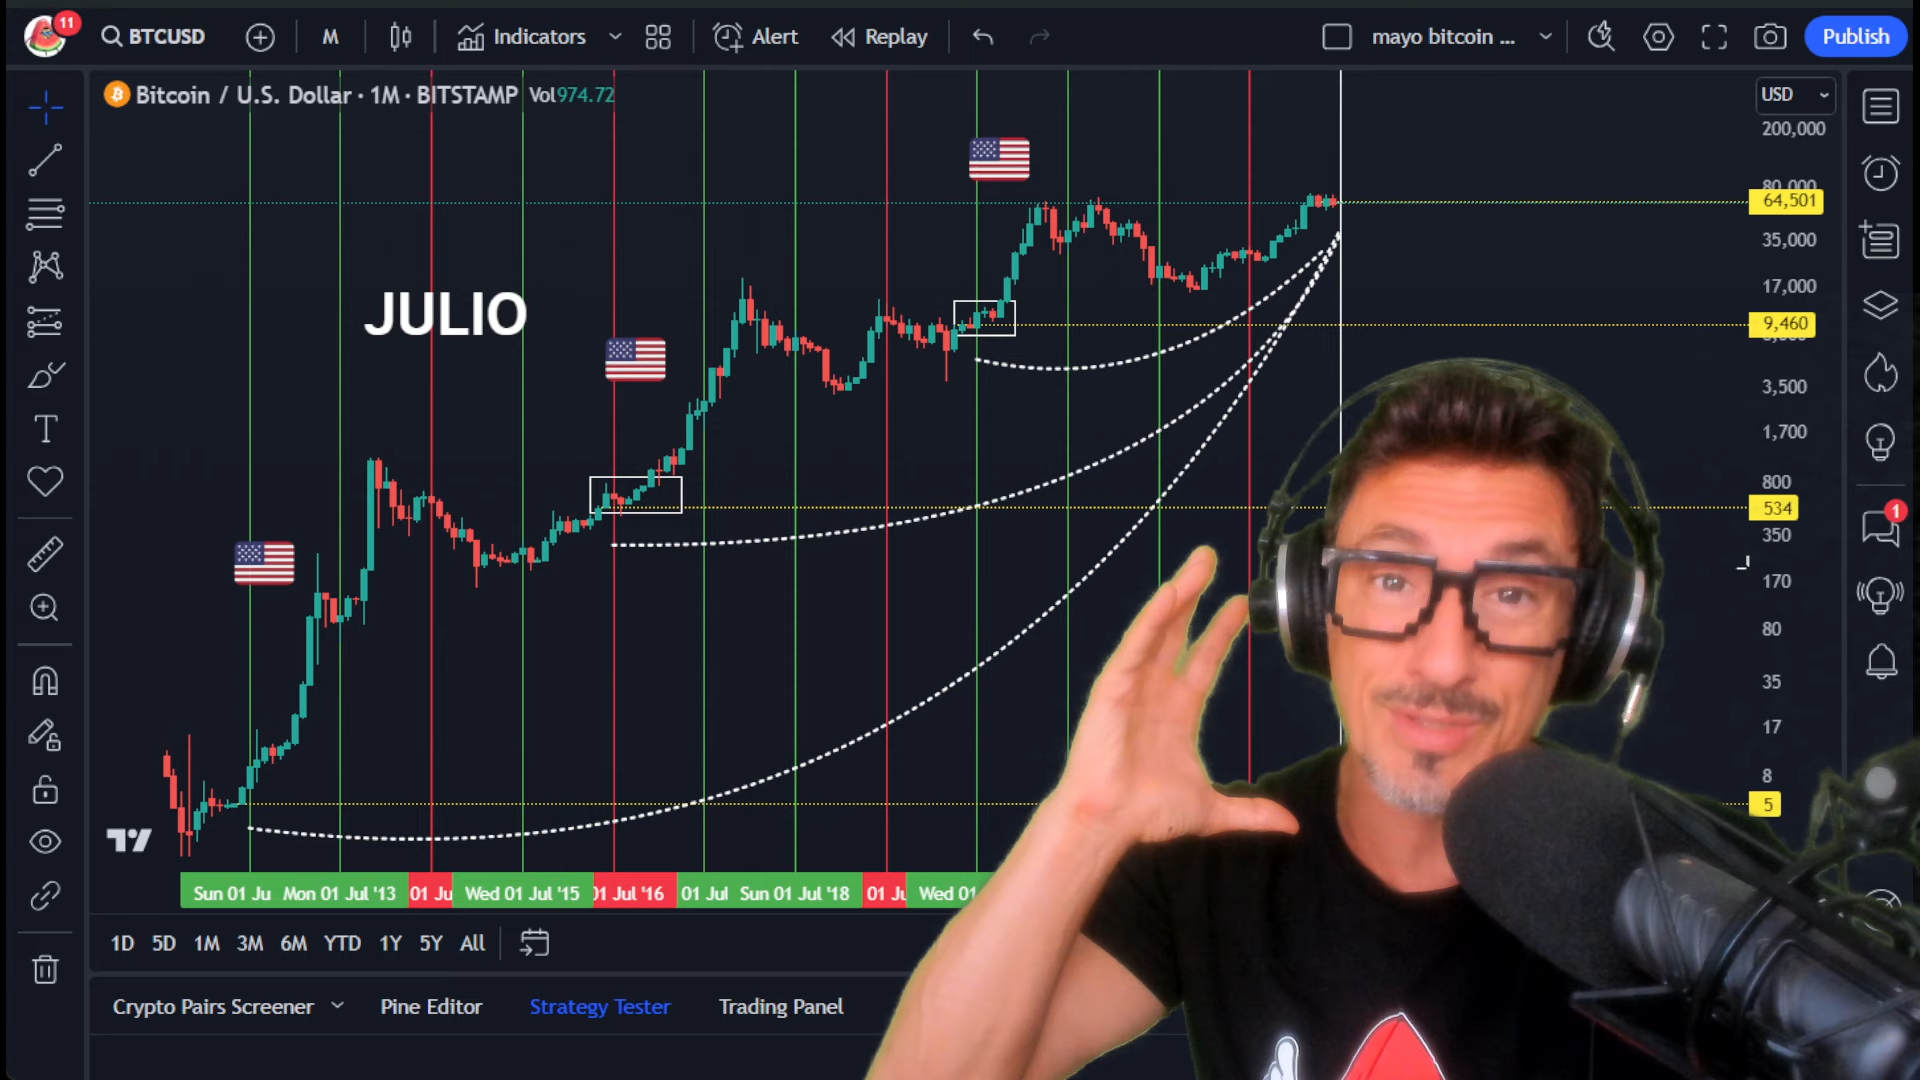 11
BTCUSD
M
Indicators
Alert
Replay
mayo bitcoin ...
Publish
Bitcoin / U.S. Dollar · 1M · BITSTAMP Vol974.72
USD
200,000
80,000
64,501
35,000
17,000
9,460
3,500
1,700
800
534
350
170
80
35
17
8
5
JULIO
1
Sun 01 Ju
Mon 01 Jul '13
01 Ju
Wed 01 Jul '15
01 Jul '16
01 Jul
Sun 01 Jul '18
01 Ju
Wed 01
1D 5D 1M 3M 6M YTD 1Y 5Y All
Crypto Pairs Screener
Pine Editor
Strategy Tester
Trading Panel